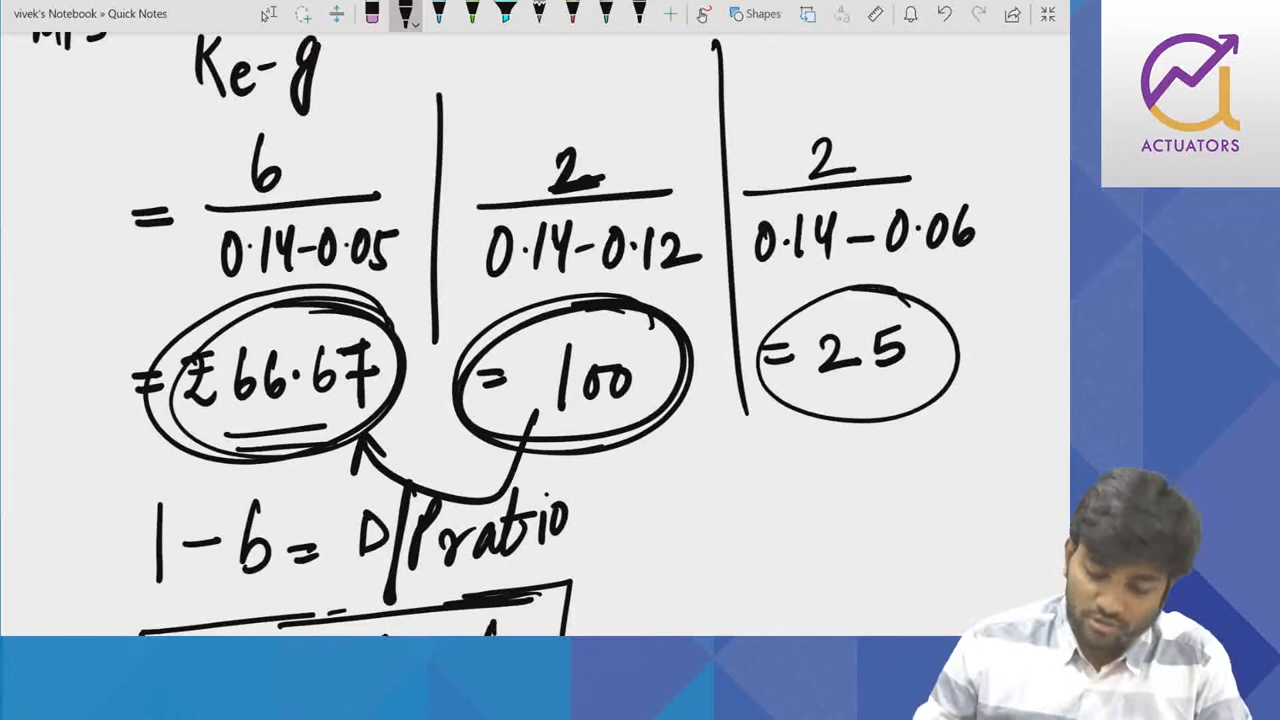 vivek's Notebook » Quick Notes
Shapes
ACTUATORS
Ke-g
= 6 / 0.14-0.05 | 2 / 0.14-0.12 | 2 / 0.14-0.06
= ₹ 66.67 = 100 = 25
1-b = D/P ratio